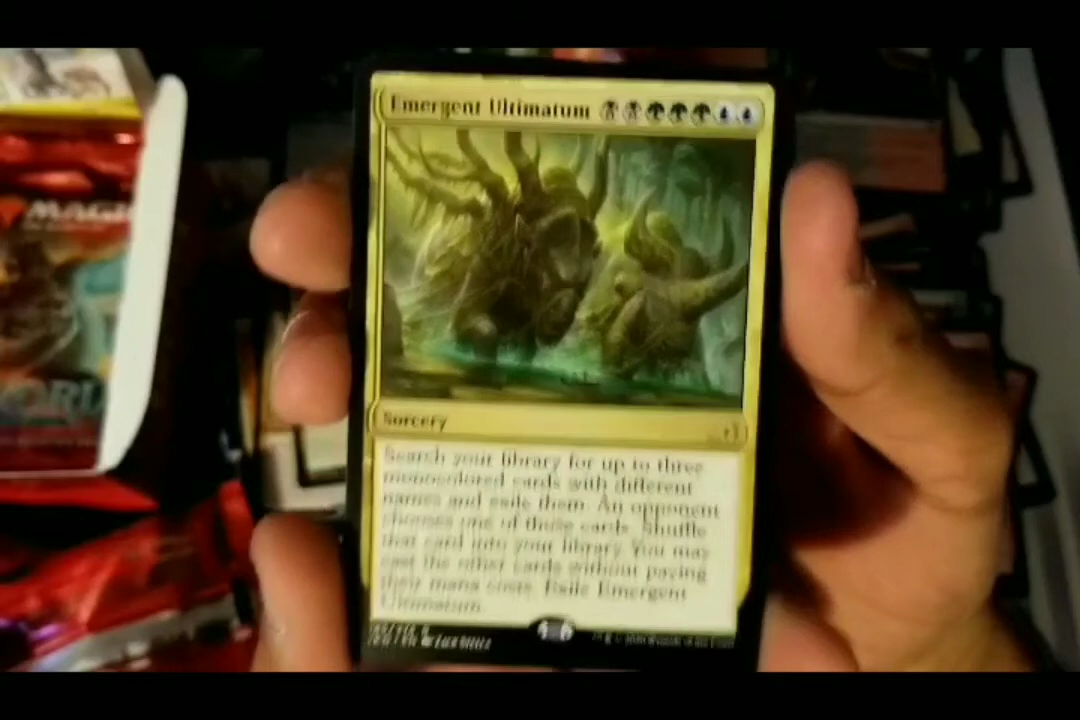 Emergent Ultimatum
MAGI
Sorcery
Search your library for up to three
monocolored cards with different
names and exile them. An opponent
chooses one of those cards. Shuffle
that card into your library. You may
cast the other cards without paying
their mana costs. Exile Emergent
Ultimatum.